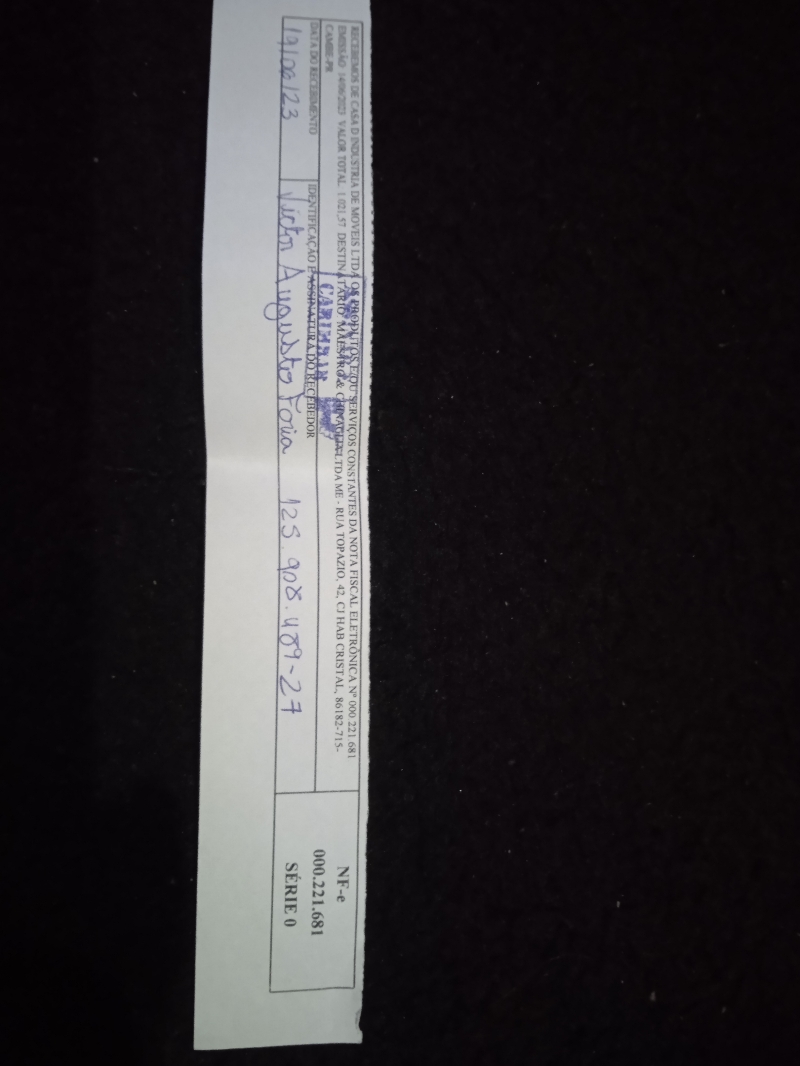 RECEBEMOS DE CASA D INDUSTRIA DE MOVEIS LTDA OS PRODUTOS E/OU SERVIÇOS CONSTANTES DA NOTA FISCAL ELETRÔNICA Nº 000.221.681
EMISSÃO 14/06/2023 VALOR TOTAL 1.021,57 DESTINATÁRIO MAESTRO & LTDA ME - RUA TOPAZIO, 42, CJ HAB CRISTAL, 86182-715-
CAMBE-PR
DATA DO RECEBIMENTO
19/06/23
IDENTIFICAÇÃO E ASSINATURA DO RECEBEDOR
Victor Augusto 125.908.489-27
NF-e
000.221.681
SÉRIE 0